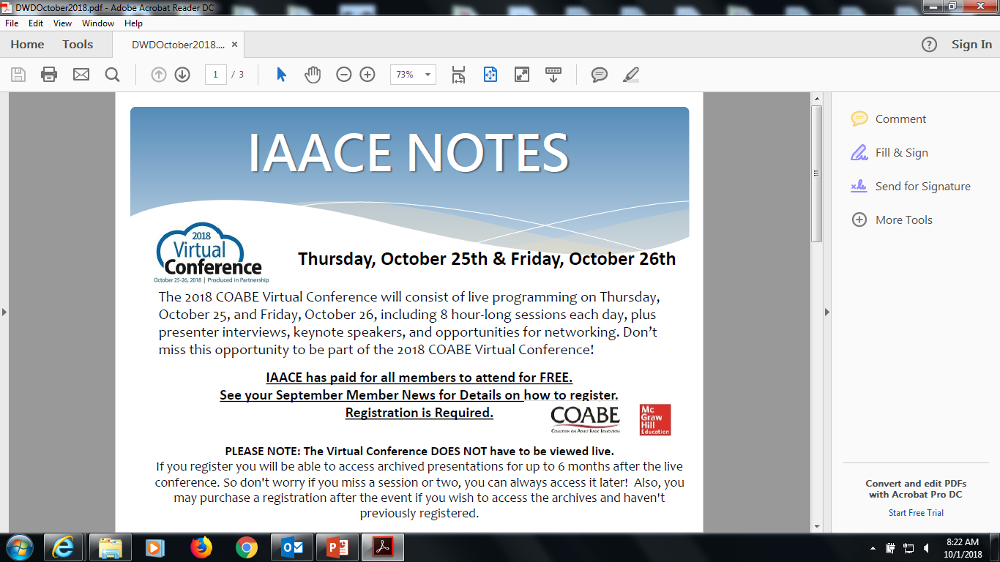 DWDOctober2018.pdf - Adobe Acrobat Reader DC
File Edit View Window Help
Home Tools DWDOctober2018.... × Sign In
1 / 3 73%
IAACE NOTES
2018
Virtual
Conference
October 25-26, 2018 | Produced in Partnership
Thursday, October 25th & Friday, October 26th
The 2018 COABE Virtual Conference will consist of live programming on Thursday,
October 25, and Friday, October 26, including 8 hour-long sessions each day, plus
presenter interviews, keynote speakers, and opportunities for networking. Don't
miss this opportunity to be part of the 2018 COABE Virtual Conference!
IAACE has paid for all members to attend for FREE.
See your September Member News for Details on how to register.
Registration is Required.
COABE
COALITION ON ADULT BASIC EDUCATION
Mc
Graw
Hill
Education
PLEASE NOTE: The Virtual Conference DOES NOT have to be viewed live.
If you register you will be able to access archived presentations for up to 6 months after the live
conference. So don't worry if you miss a session or two, you can always access it later! Also, you
may purchase a registration after the event if you wish to access the archives and haven't
previously registered.
Comment
Fill & Sign
Send for Signature
More Tools
Convert and edit PDFs
with Acrobat Pro DC
Start Free Trial
8:22 AM
10/1/2018